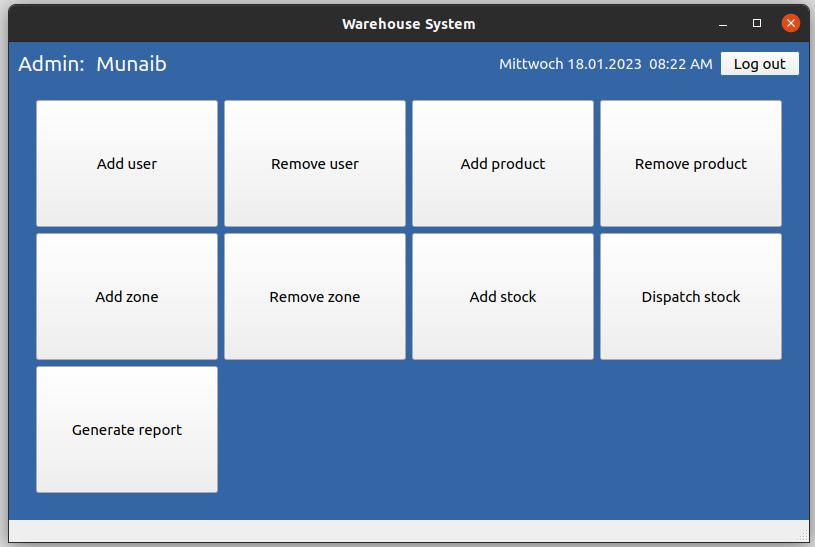 Warehouse System
Admin: Munaib
Mittwoch 18.01.2023 08:22 AM
Log out
Add user
Remove user
Add product
Remove product
Add zone
Remove zone
Add stock
Dispatch stock
Generate report